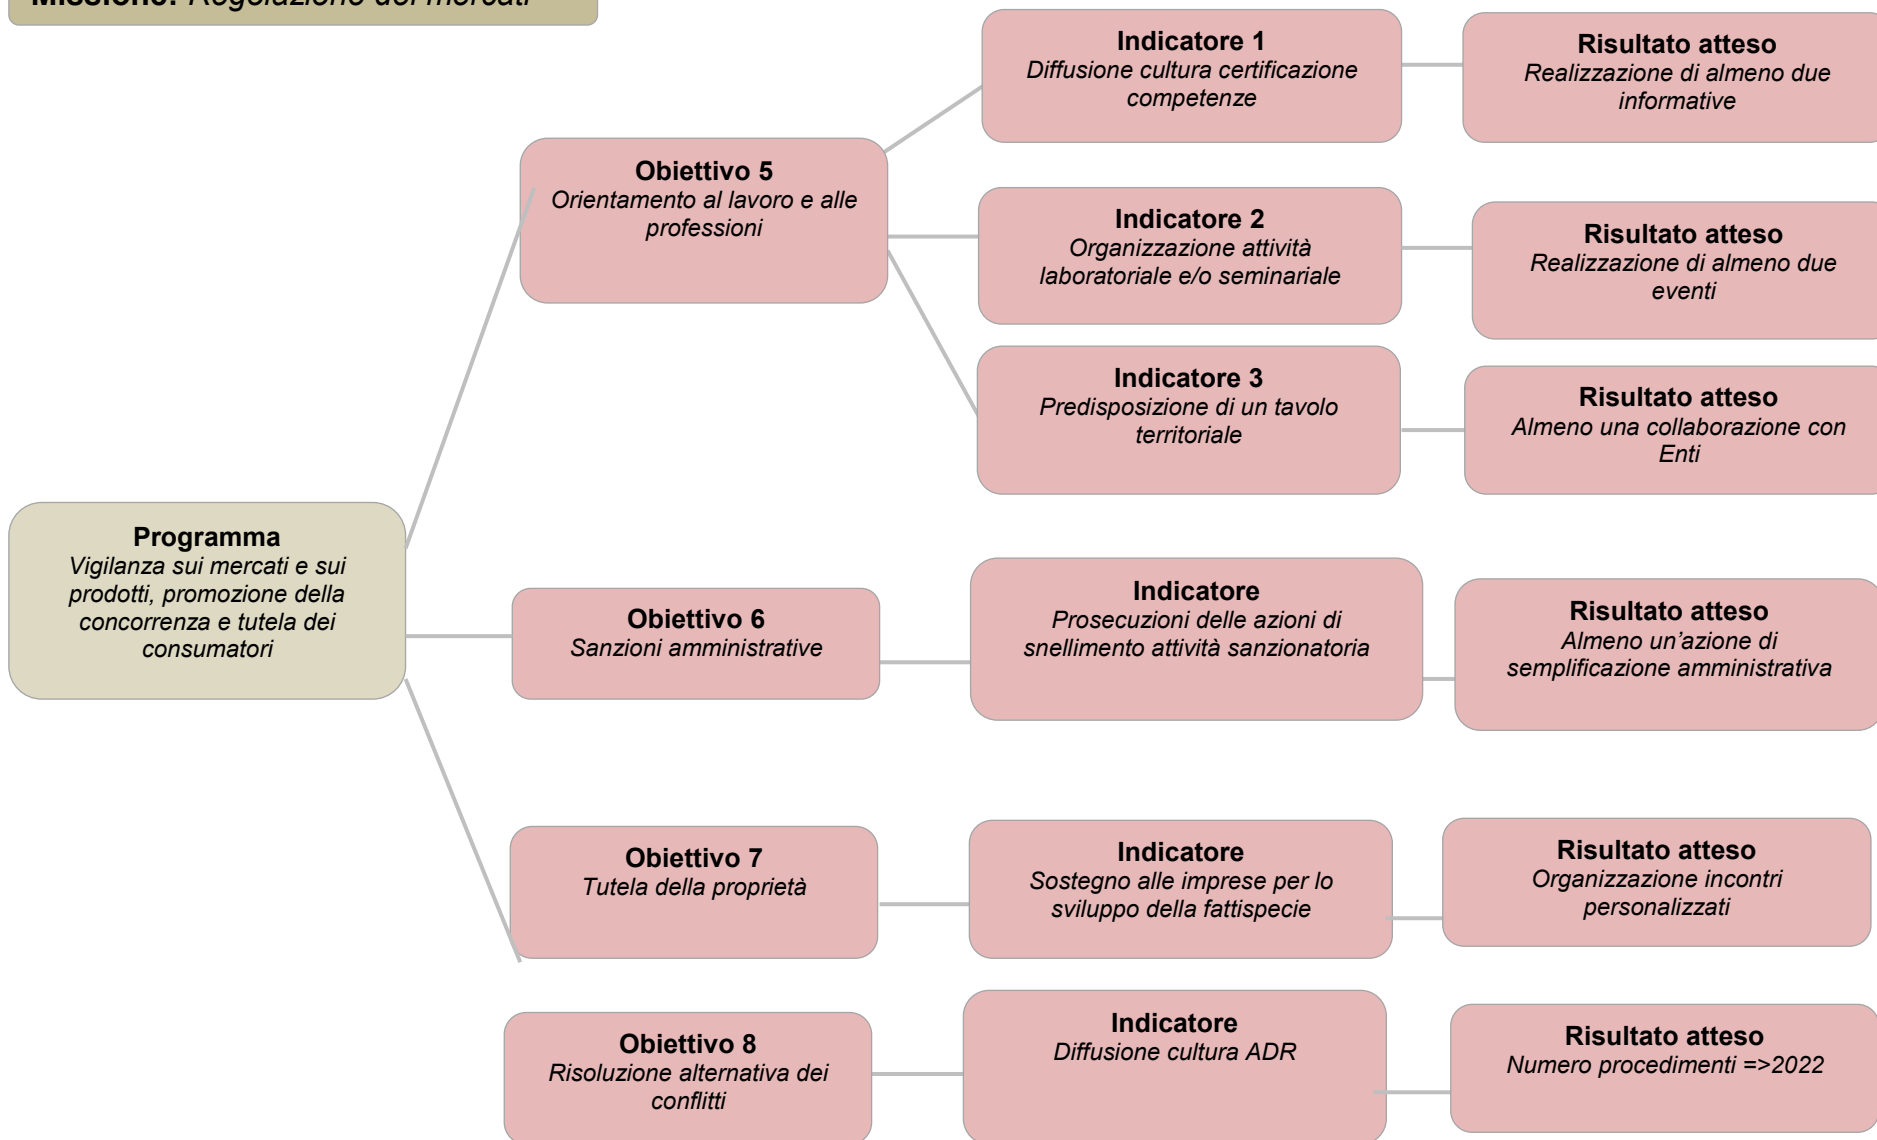 Missione: Regolazione dei mercati
Indicatore 1
Diffusione cultura certificazione
competenze
Risultato atteso
Realizzazione di almeno due
informative
Obiettivo 5
Orientamento al lavoro e alle
professioni
Indicatore 2
Organizzazione attività
laboratoriale e/o seminariale
Risultato atteso
Realizzazione di almeno due
eventi
Indicatore 3
Predisposizione di un tavolo
territoriale
Risultato atteso
Almeno una collaborazione con
Enti
Programma
Vigilanza sui mercati e sui
prodotti, promozione della
concorrenza e tutela dei
consumatori
Obiettivo 6
Sanzioni amministrative
Indicatore
Prosecuzioni delle azioni di
snellimento attività sanzionatoria
Risultato atteso
Almeno un’azione di
semplificazione amministrativa
Obiettivo 7
Tutela della proprietà
Indicatore
Sostegno alle imprese per lo
sviluppo della fattispecie
Risultato atteso
Organizzazione incontri
personalizzati
Obiettivo 8
Risoluzione alternativa dei
conflitti
Indicatore
Diffusione cultura ADR
Risultato atteso
Numero procedimenti =>2022